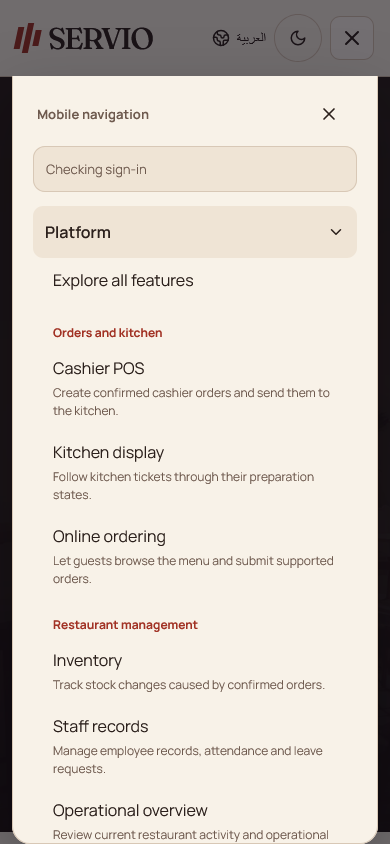 SERVIO
العربية
Mobile navigation
Checking sign-in
Platform
Explore all features
Orders and kitchen
Cashier POS
Create confirmed cashier orders and send them to
the kitchen.
Kitchen display
Follow kitchen tickets through their preparation
states.
Online ordering
Let guests browse the menu and submit supported
orders.
Restaurant management
Inventory
Track stock changes caused by confirmed orders.
Staff records
Manage employee records, attendance and leave
requests.
Operational overview
Review current restaurant activity and operational